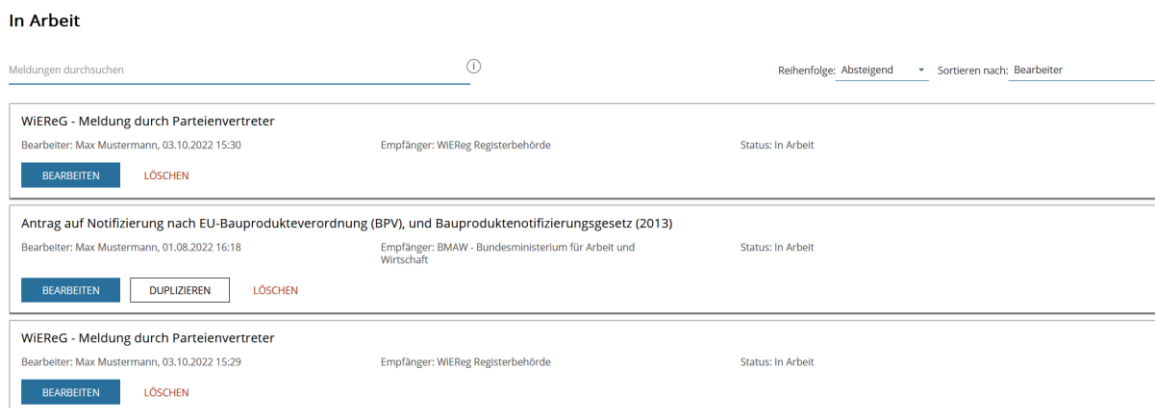 In Arbeit
Meldungen durchsuchen
Reihenfolge: Absteigend Sortieren nach: Bearbeiter
WiEReG - Meldung durch Parteienvertreter
Bearbeiter: Max Mustermann, 03.10.2022 15:30 Empfänger: WiEReg Registerbehörde Status: In Arbeit
BEARBEITEN LÖSCHEN
Antrag auf Notifizierung nach EU-Bauprodukteverordnung (BPV), und Bauproduktenotifizierungsgesetz (2013)
Bearbeiter: Max Mustermann, 01.08.2022 16:18 Empfänger: BMAW - Bundesministerium für Arbeit und Status: In Arbeit
Wirtschaft
BEARBEITEN DUPLIZIEREN LÖSCHEN
WiEReG - Meldung durch Parteienvertreter
Bearbeiter: Max Mustermann, 03.10.2022 15:29 Empfänger: WiEReg Registerbehörde Status: In Arbeit
BEARBEITEN LÖSCHEN